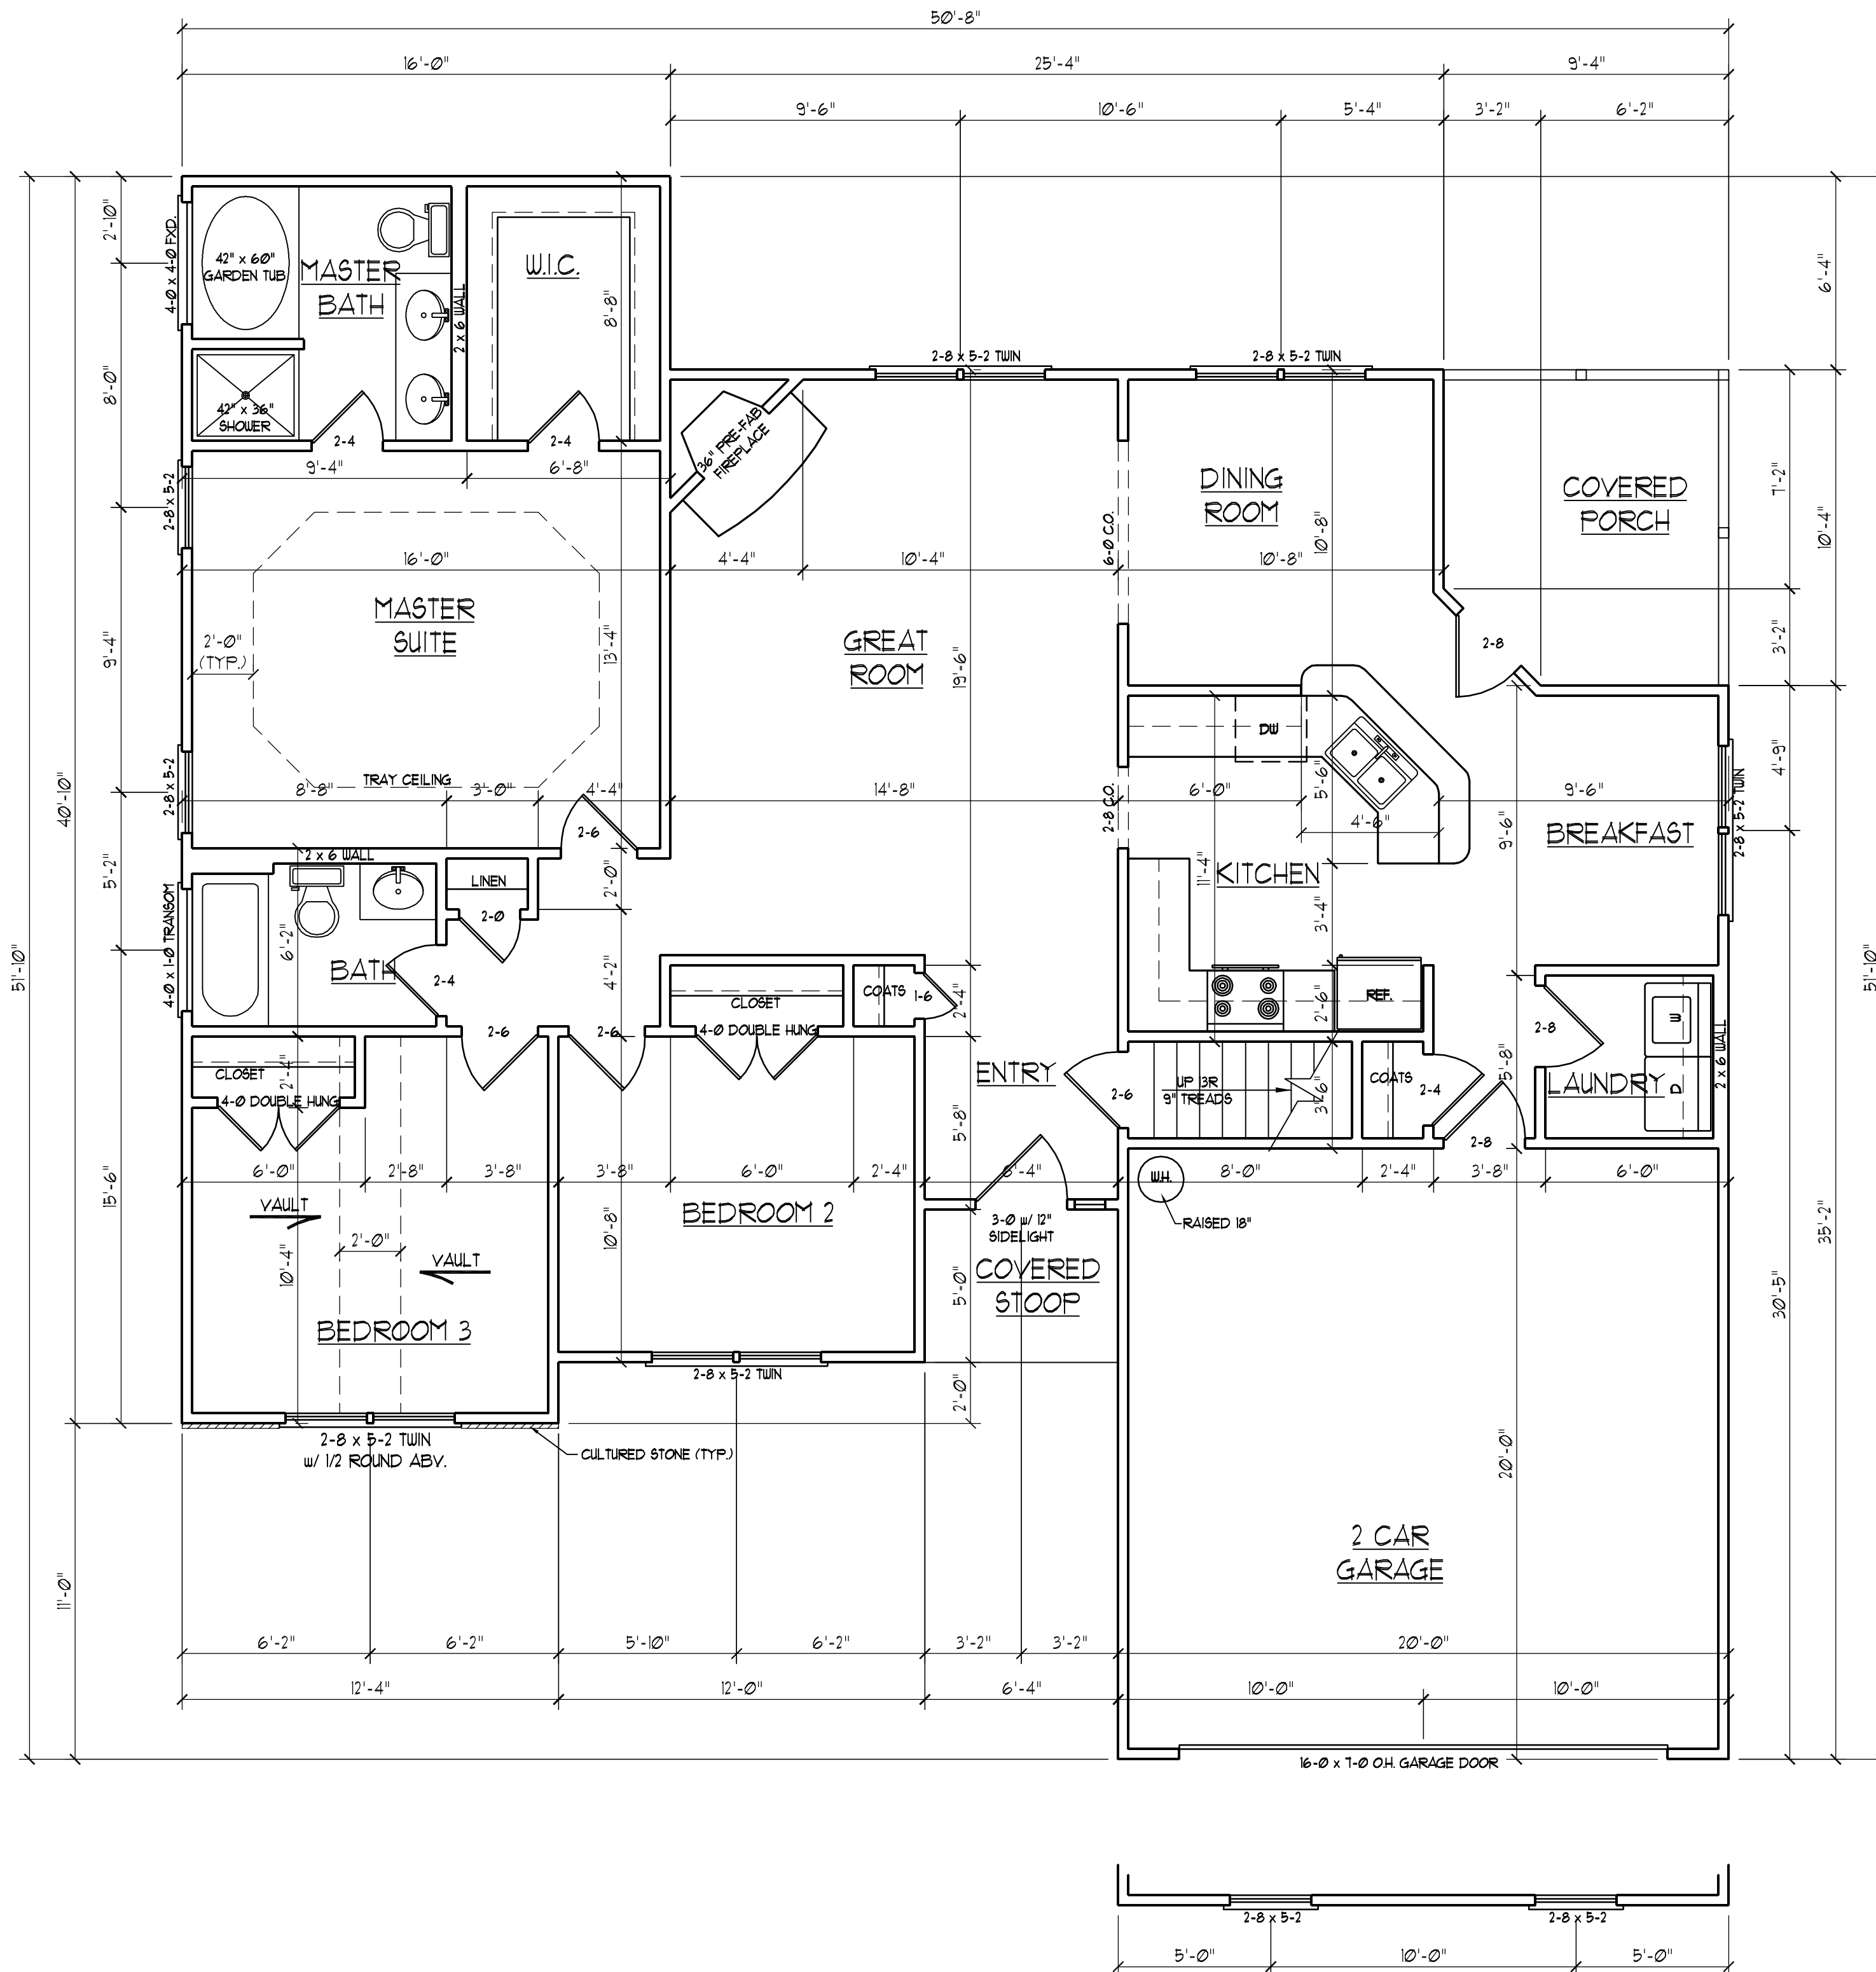 50'-8"
16'-0" 25'-4" 9'-4"
9'-6" 10'-6" 5'-4" 3'-2" 6'-2"
2'-10"
8'-0"
9'-4"
5'-2"
15'-6"
40'-10"
11'-0"
51'-10"
4-0 x 4-0 FXD.
42" x 60"
GARDEN TUB
MASTER
BATH
2 x 6 WALL
W.I.C.
8'-8"
42" x 36"
SHOWER
2-4
2-4
9'-4" 6'-8"
36" PRE-FAB
FIREPLACE
2-8 x 5-2 TWIN
2-8 x 5-2 TWIN
6'-4"
2-8 x 5-2
16'-0" 4'-4" 10'-4" 10'-8"
6-0 C.O.
DINING
ROOM
10'-8"
COVERED
PORCH
7'-2"
10'-4"
3'-2"
MASTER
SUITE
2'-0"
(TYP.)
13'-4"
GREAT
ROOM
19'-6"
2-8
TRAY CEILING
2-8 x 5-2
8'-8" 3'-0" 4'-4" 14'-8" 6'-0" 9'-6"
2-6
2-8 C.O.
DW
5'-6"
4'-6"
9'-6"
BREAKFAST
2-8 x 5-2 TWIN
4'-9"
KITCHEN
11'-4"
3'-4"
2'-6"
REF.
2 x 6 WALL
LINEN
2-0
2'-0"
4'-2"
4-0 x 1-0 TRANSOM
BATH
6'-2"
2-4
2-6
2-6
CLOSET
4-0 DOUBLE HUNG
COATS
1-6
2'-4"
CLOSET
4-0 DOUBLE HUNG
2'-4"
ENTRY
5'-8"
2-6
UP 3R
9" TREADS
3'-6"
COATS
2-4
2-8
2-8
5'-8"
LAUNDRY
W
D
2 x 6 WALL
51'-10"
35'-2"
30'-5"
6'-0" 2'-8" 3'-8" 3'-8" 6'-0" 2'-4" 6'-4" 8'-0" 2'-4" 3'-8" 6'-0"
VAULT
2'-0"
VAULT
10'-4"
BEDROOM 3
BEDROOM 2
10'-8"
W.H.
RAISED 18"
3-0 w/ 12"
SIDELIGHT
COVERED
STOOP
5'-0"
2'-0"
2-8 x 5-2 TWIN
2-8 x 5-2 TWIN
w/ 1/2 ROUND ABV.
CULTURED STONE (TYP.)
20'-0"
2 CAR
GARAGE
6'-2" 6'-2" 5'-10" 6'-2" 3'-2" 3'-2" 20'-0"
12'-4" 12'-0" 6'-4" 10'-0" 10'-0"
16-0 x 7-0 O.H. GARAGE DOOR
2-8 x 5-2
2-8 x 5-2
5'-0" 10'-0" 5'-0"